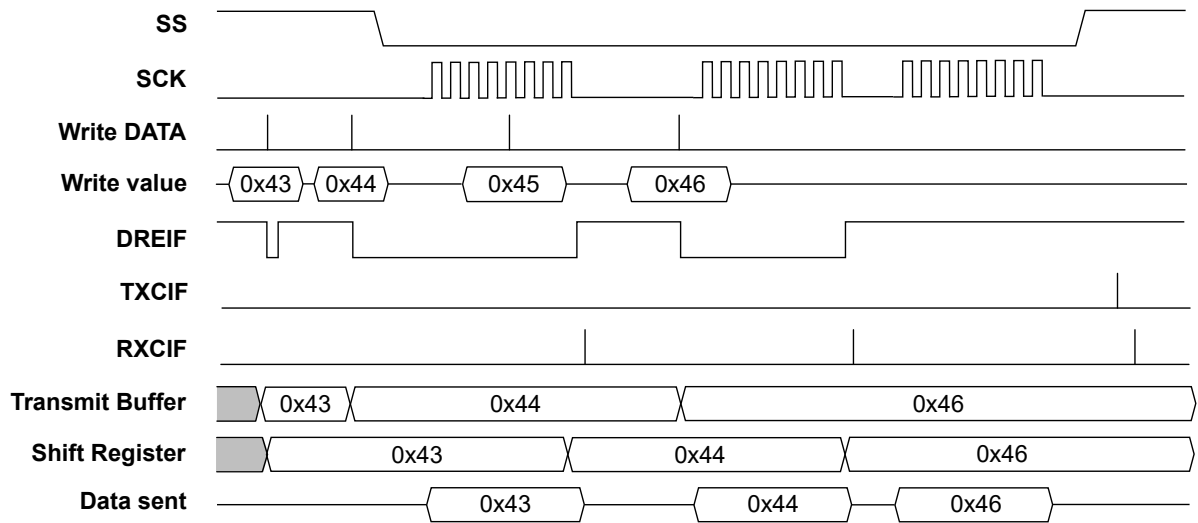 SS
SCK
Write DATA
Write value 0x43 0x44 0x45 0x46
DREIF
TXCIF
RXCIF
Transmit Buffer 0x43 0x44 0x46
Shift Register 0x43 0x44 0x46
Data sent 0x43 0x44 0x46